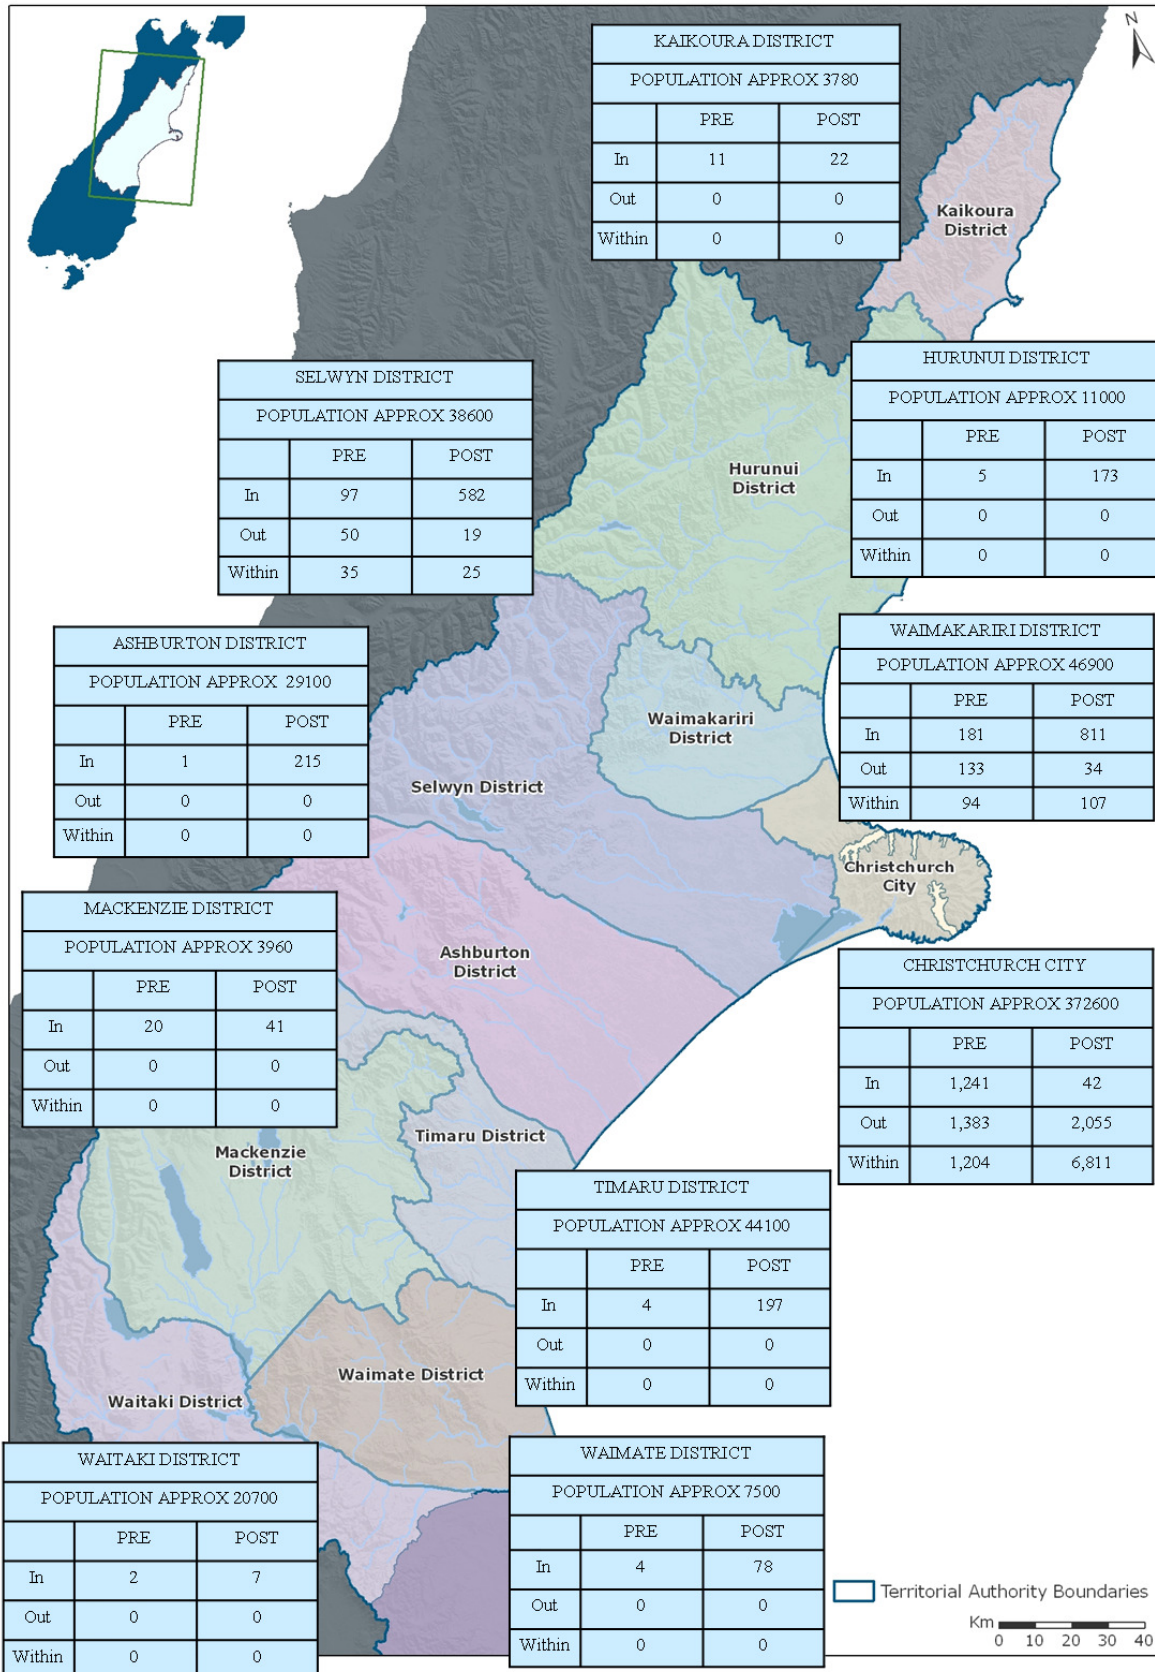 N
KAIKOURA DISTRICT
POPULATION APPROX 3780
PRE POST
In 11 22
Out 0 0
Within 0 0
Kaikoura
District
HURUNUI DISTRICT
POPULATION APPROX 11000
PRE POST
In 5 173
Out 0 0
Within 0 0
SELWYN DISTRICT
POPULATION APPROX 38600
PRE POST
In 97 582
Out 50 19
Within 35 25
Hurunui
District
ASHBURTON DISTRICT
POPULATION APPROX 29100
PRE POST
In 1 215
Out 0 0
Within 0 0
WAIMAKARIRI DISTRICT
POPULATION APPROX 46900
PRE POST
In 181 811
Out 133 34
Within 94 107
Waimakariri
District
Selwyn District
Christchurch
City
MACKENZIE DISTRICT
POPULATION APPROX 3960
PRE POST
In 20 41
Out 0 0
Within 0 0
Ashburton
District
CHRISTCHURCH CITY
POPULATION APPROX 372600
PRE POST
In 1,241 42
Out 1,383 2,055
Within 1,204 6,811
Timaru District
Mackenzie
District
TIMARU DISTRICT
POPULATION APPROX 44100
PRE POST
In 4 197
Out 0 0
Within 0 0
Waimate District
Waitaki District
WAITAKI DISTRICT
POPULATION APPROX 20700
PRE POST
In 2 7
Out 0 0
Within 0 0
WAIMATE DISTRICT
POPULATION APPROX 7500
PRE POST
In 4 78
Out 0 0
Within 0 0
Territorial Authority Boundaries
Km
0 10 20 30 40